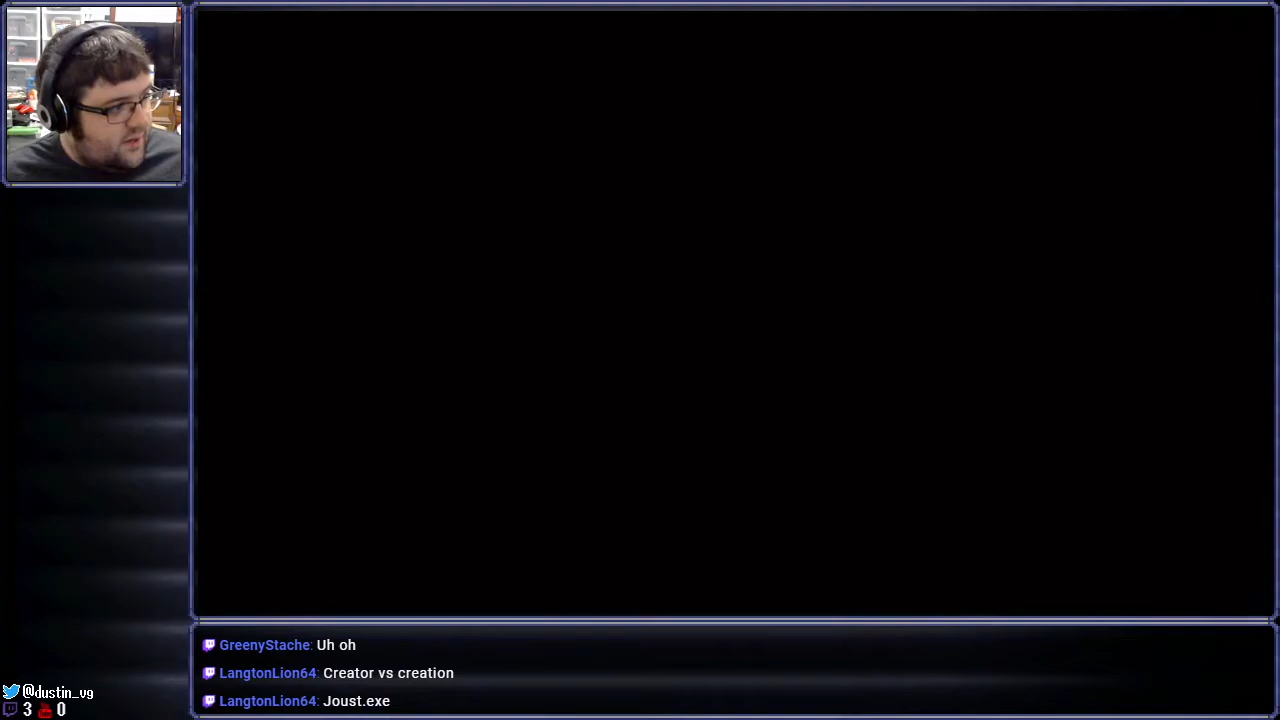 GreenyStache: Uh oh
LangtonLion64: Creator vs creation
LangtonLion64: Joust.exe
@dustin_vg
3 0